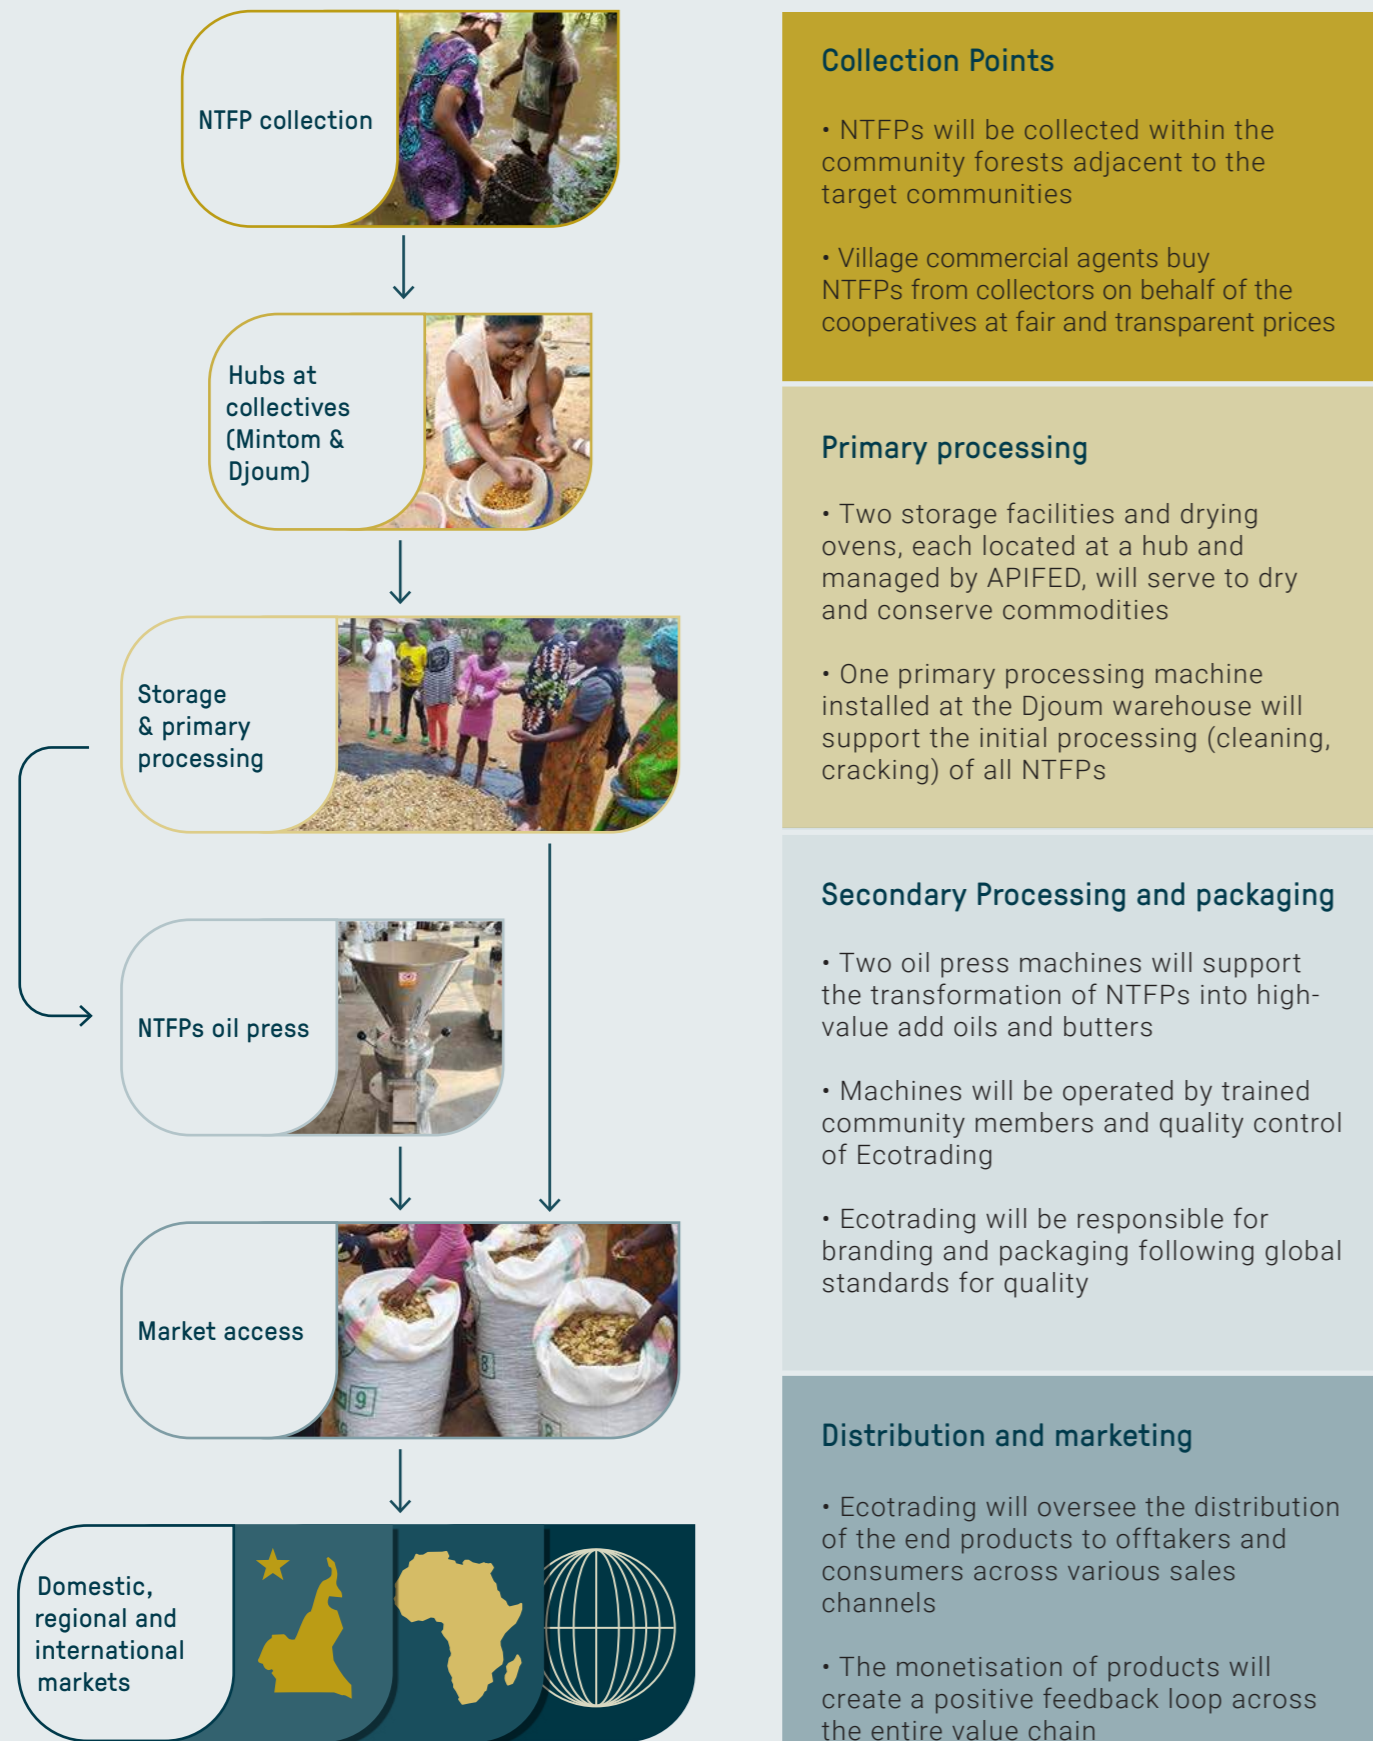 NTFP collection
Hubs at
collectives
(Mintom &
Djoum)
Storage
& primary
processing
NTFPs oil press
Market access
9
8
Domestic,
regional and
international
markets
Collection Points
• NTFPs will be collected within the
community forests adjacent to the
target communities
• Village commercial agents buy
NTFPs from collectors on behalf of the
cooperatives at fair and transparent prices
Primary processing
• Two storage facilities and drying
ovens, each located at a hub and
managed by APIFED, will serve to dry
and conserve commodities
• One primary processing machine
installed at the Djoum warehouse will
support the initial processing (cleaning,
cracking) of all NTFPs
Secondary Processing and packaging
• Two oil press machines will support
the transformation of NTFPs into high-
value add oils and butters
• Machines will be operated by trained
community members and quality control
of Ecotrading
• Ecotrading will be responsible for
branding and packaging following global
standards for quality
Distribution and marketing
• Ecotrading will oversee the distribution
of the end products to offtakers and
consumers across various sales
channels
• The monetisation of products will
create a positive feedback loop across
the entire value chain